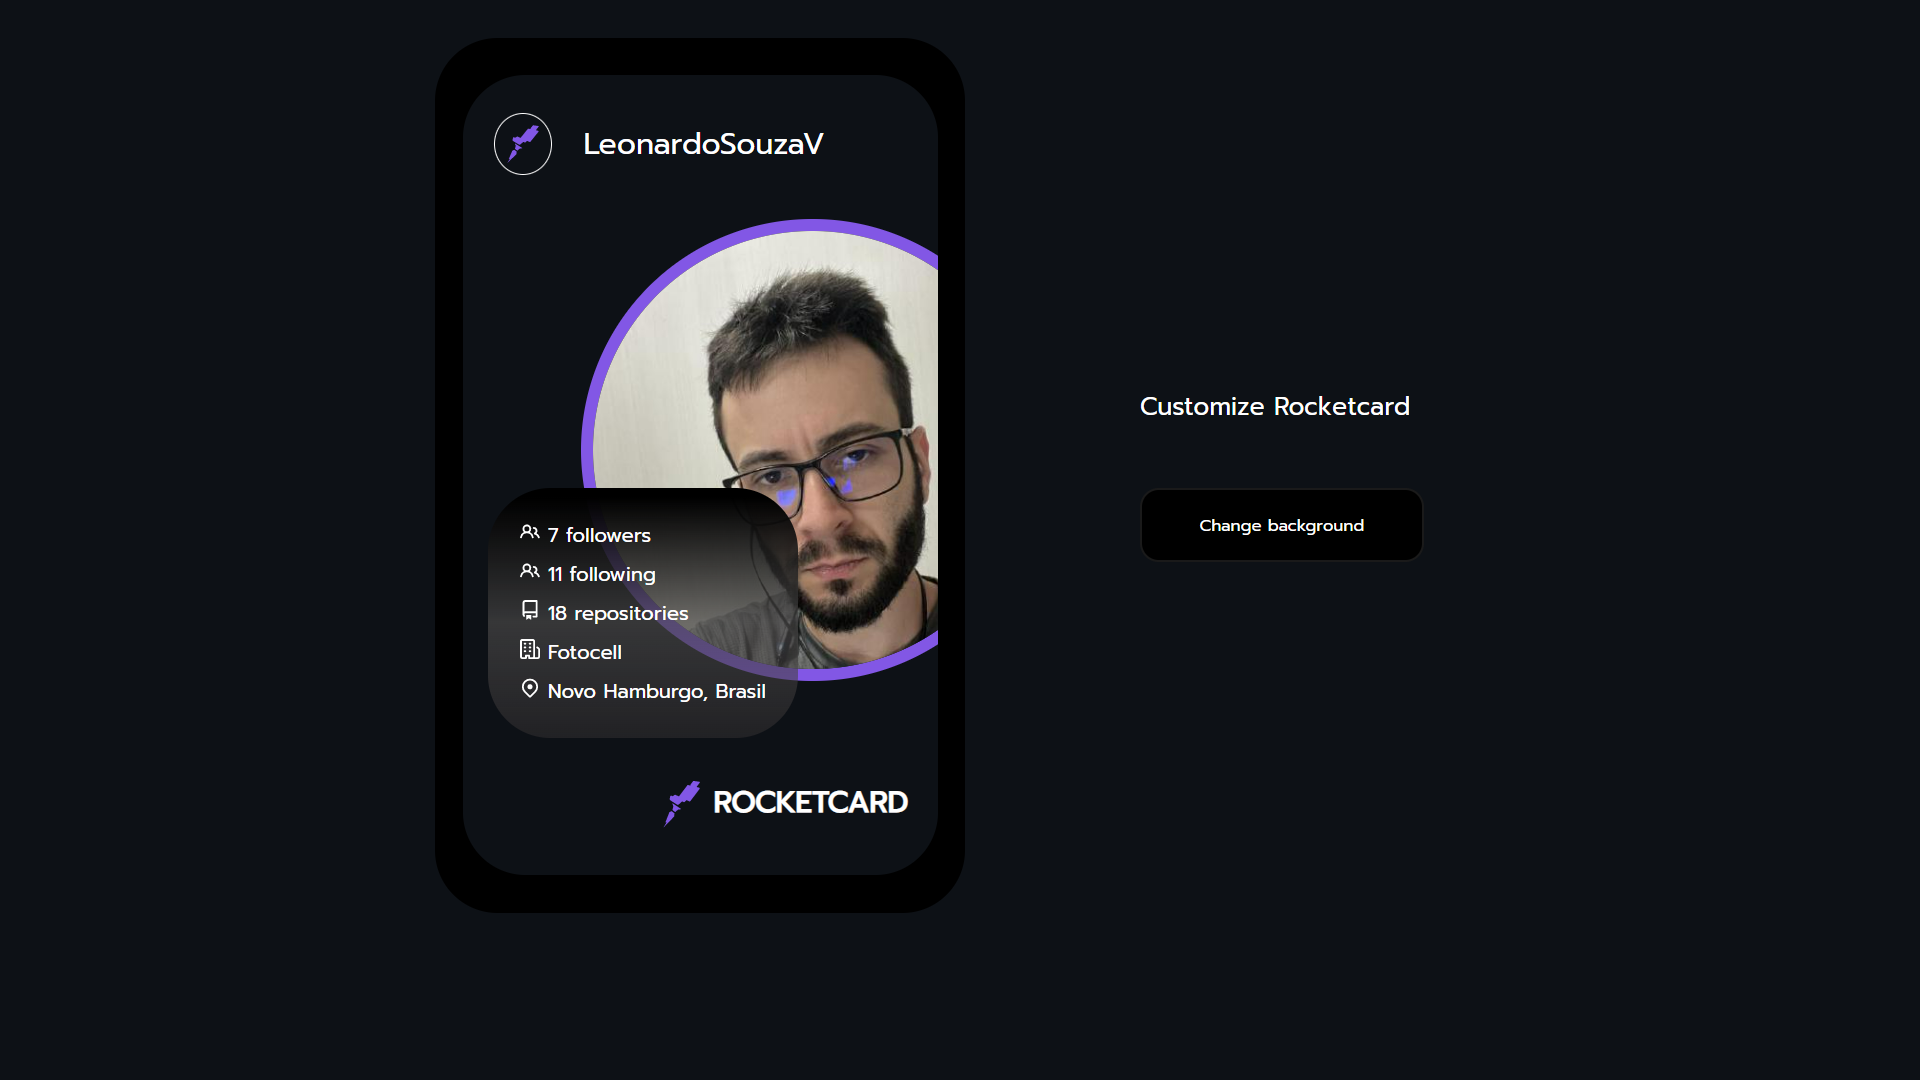 LeonardoSouzaV
7 followers
11 following
18 repositories
Fotocell
Novo Hamburgo, Brasil
ROCKETCARD
Customize Rocketcard
Change background